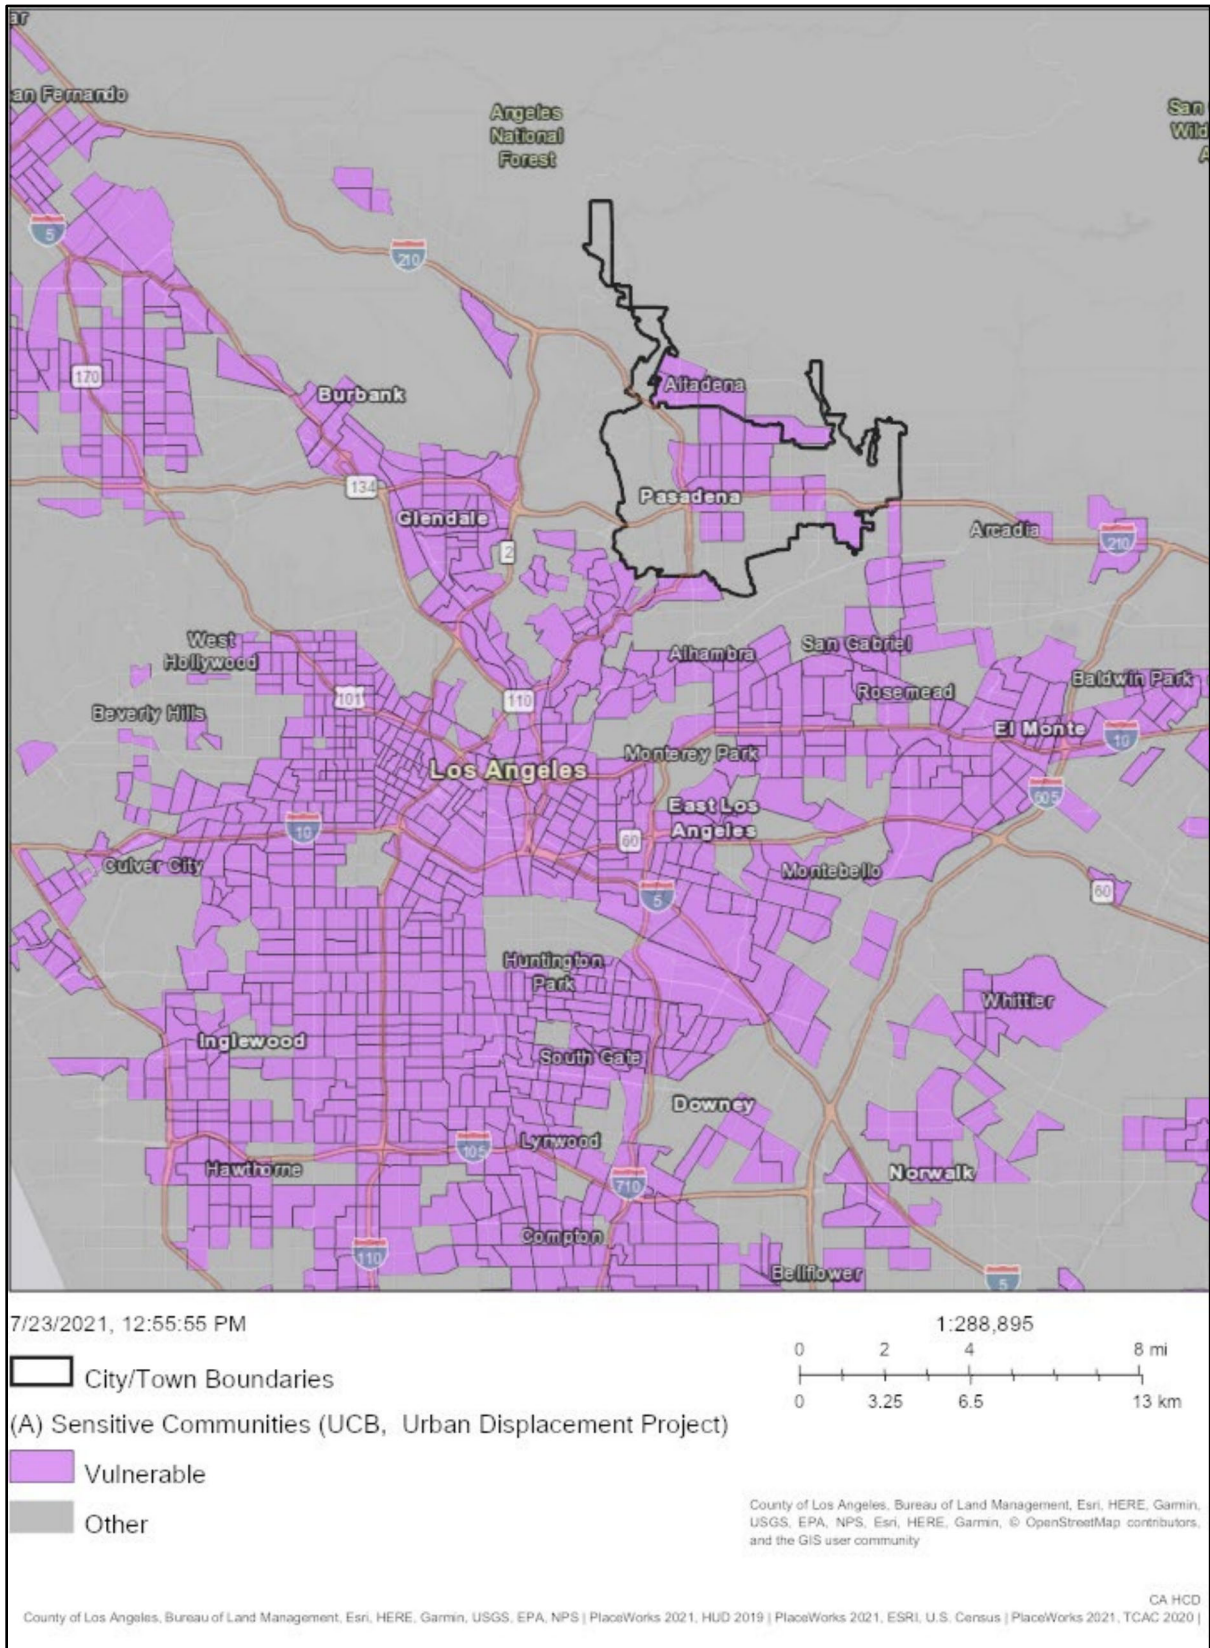 ar
an Fernando
Angeles
National
Forest
San
Wild
A
5
210
170
Burbank
Altadena
134
Pasadena
Glendale
2
Arcadia
210
West
Hollywood
Alhambra
San Gabriel
Rosemead
Baldwin Park
101
110
Beverly Hills
El Monte
10
Monterey Park
Los Angeles
605
East Los
Angeles
10
60
Culver City
Montebello
5
60
Huntington
Park
Whittier
Inglewood
South Gate
Downey
Lynwood
105
Hawthorne
710
Norwalk
Compton
110
Bellflower
5
7/23/2021, 12:55:55 PM
1:288,895
0 2 4 8 mi
0 3.25 6.5 13 km
City/Town Boundaries
(A) Sensitive Communities (UCB, Urban Displacement Project)
Vulnerable
Other
County of Los Angeles, Bureau of Land Management, Esri, HERE, Garmin,
USGS, EPA, NPS, Esri, HERE, Garmin, © OpenStreetMap contributors,
and the GIS user community
CA HCD
County of Los Angeles, Bureau of Land Management, Esri, HERE, Garmin, USGS, EPA, NPS | PlaceWorks 2021, HUD 2019 | PlaceWorks 2021, ESRI, U.S. Census | PlaceWorks 2021, TCAC 2020 |